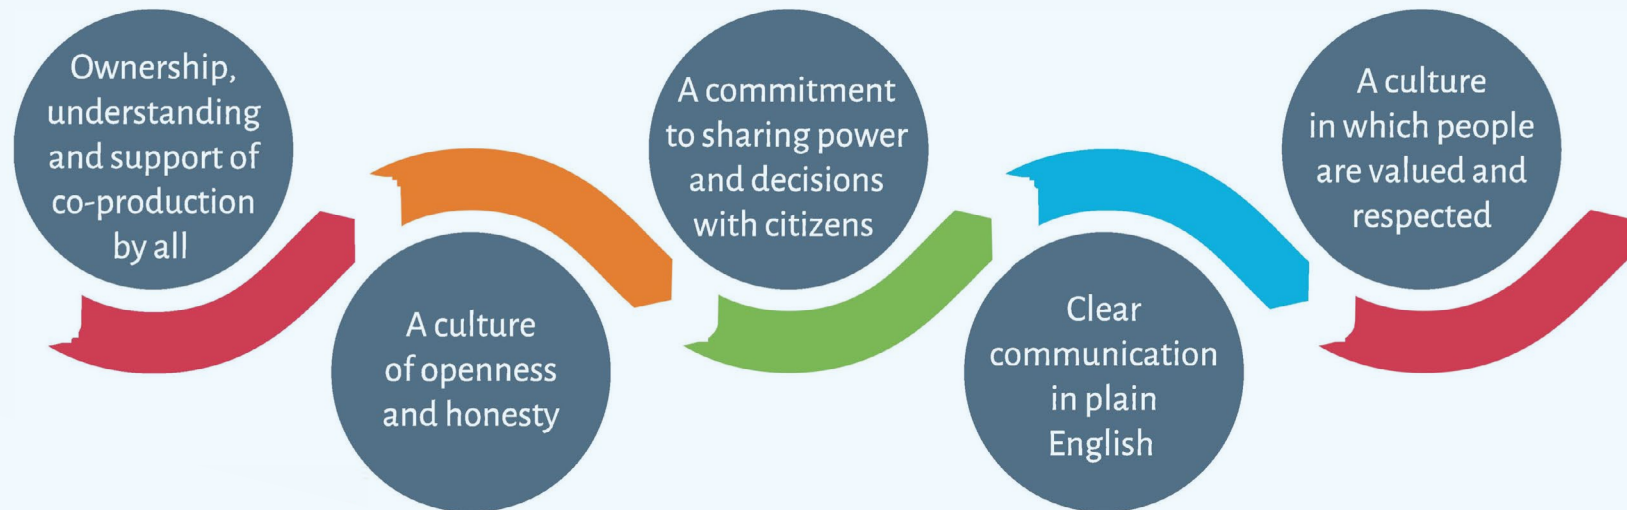 Ownership,
understanding
and support of
co-production
by all
A culture
of openness
and honesty
A commitment
to sharing power
and decisions
with citizens
Clear
communication
in plain
English
A culture
in which people
are valued and
respected